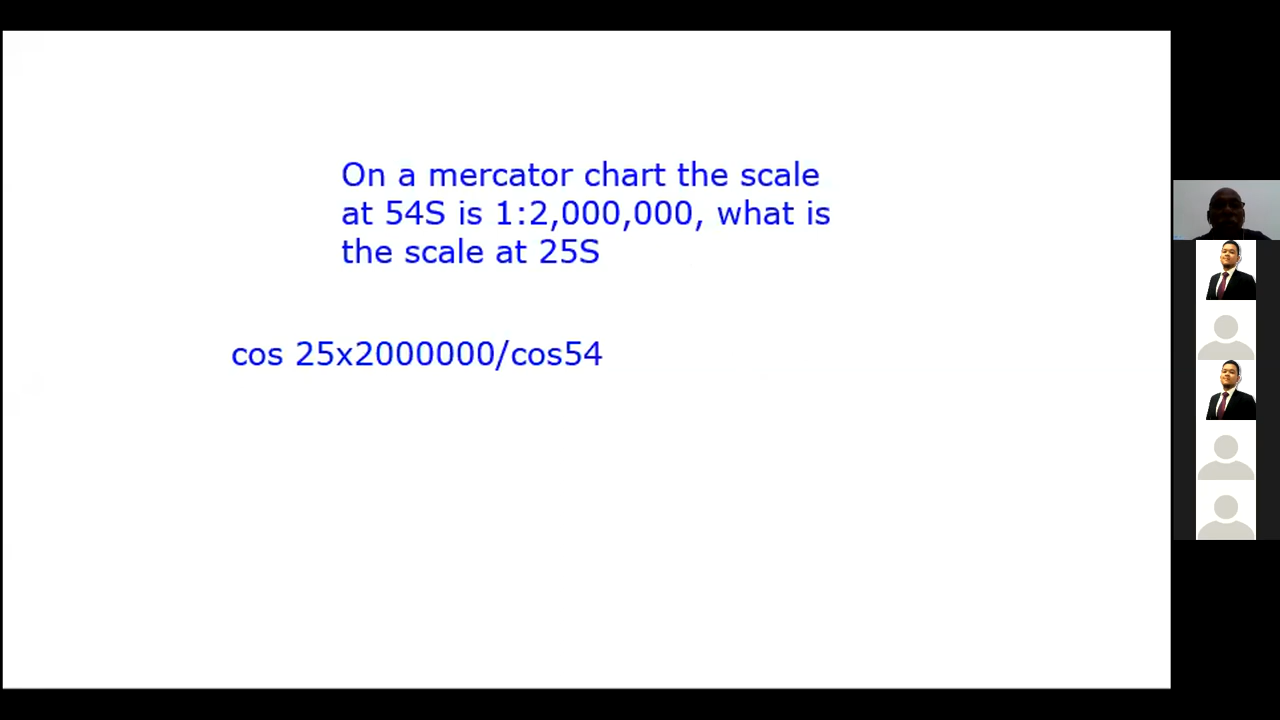 On a mercator chart the scale
at 54S is 1:2,000,000, what is
the scale at 25S
cos 25x2000000/cos54